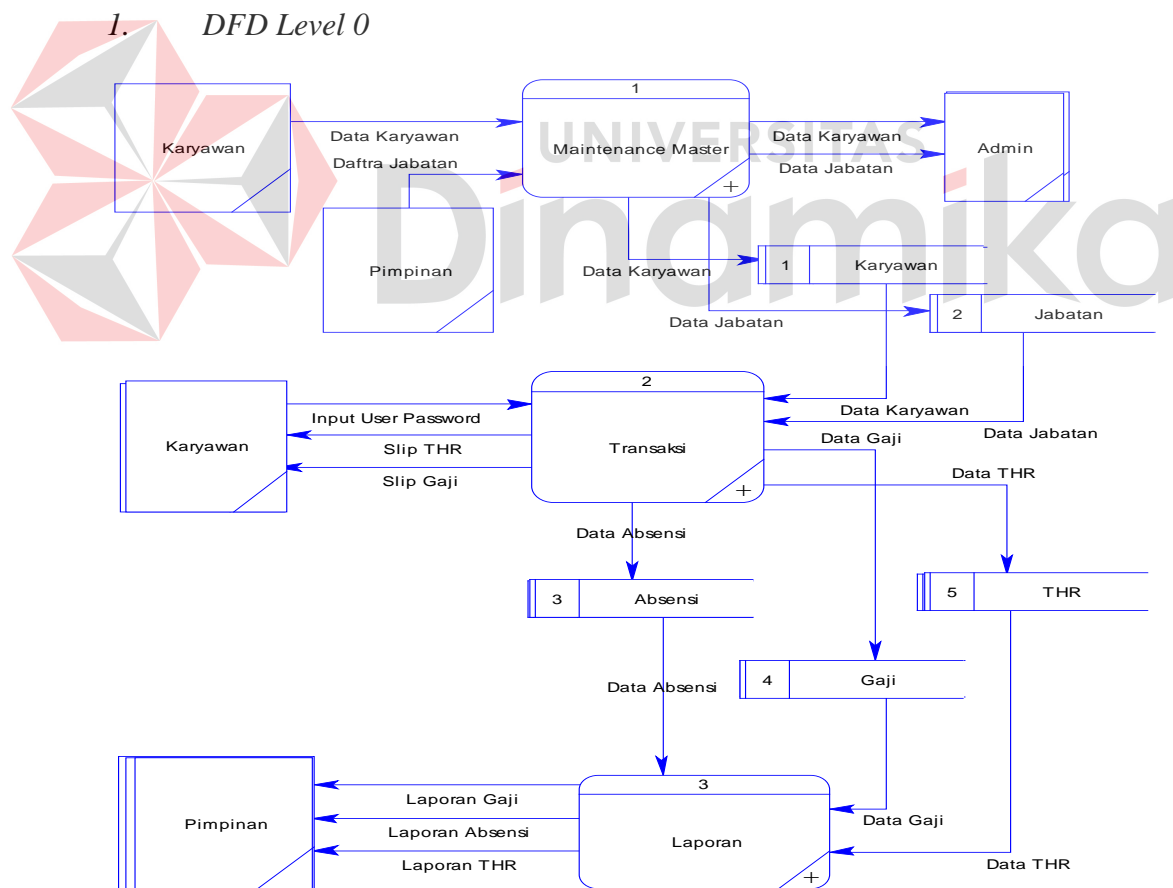 1. DFD Level 0
UNIVERSITAS
Dinamika
Karyawan
Data Karyawan
Daftra Jabatan
1
Maintenance Master
+
Data Karyawan
Data Jabatan
Admin
Pimpinan
Data Karyawan
1 Karyawan
Data Jabatan
2 Jabatan
Karyawan
Input User Password
Slip THR
Slip Gaji
2
Transaksi
+
Data Karyawan
Data Jabatan
Data Gaji
Data THR
Data Absensi
3 Absensi
5 THR
4 Gaji
Data Absensi
Pimpinan
Laporan Gaji
Laporan Absensi
Laporan THR
3
Laporan
+
Data Gaji
Data THR